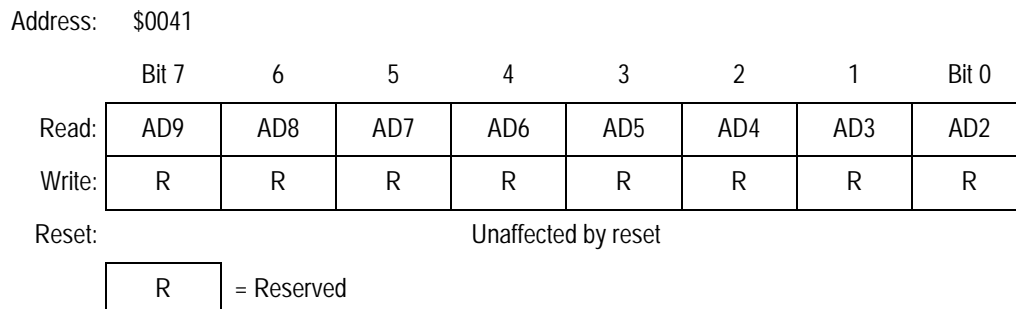 Address: $0041
Bit 7 6 5 4 3 2 1 Bit 0
Read: AD9 AD8 AD7 AD6 AD5 AD4 AD3 AD2
Write: R R R R R R R R
Reset: Unaffected by reset
R = Reserved